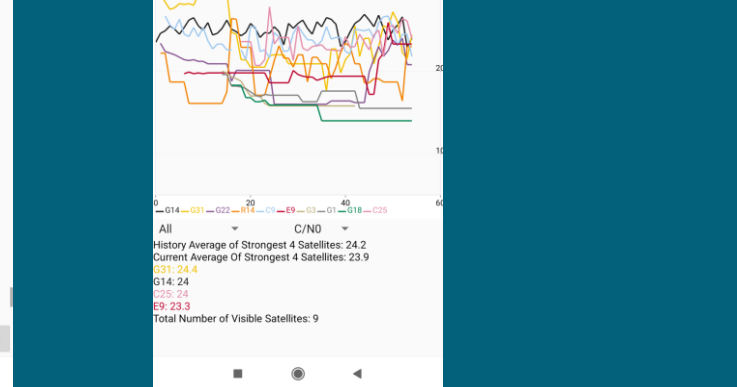 20
10
0 20 40 60
G14 G31 G22 R14 C9 E9 G3 G1 G18 C25
All C/N0
History Average of Strongest 4 Satellites: 24.2
Current Average Of Strongest 4 Satellites: 23.9
G31: 24.4
G14: 24
C25: 24
E9: 23.3
Total Number of Visible Satellites: 9